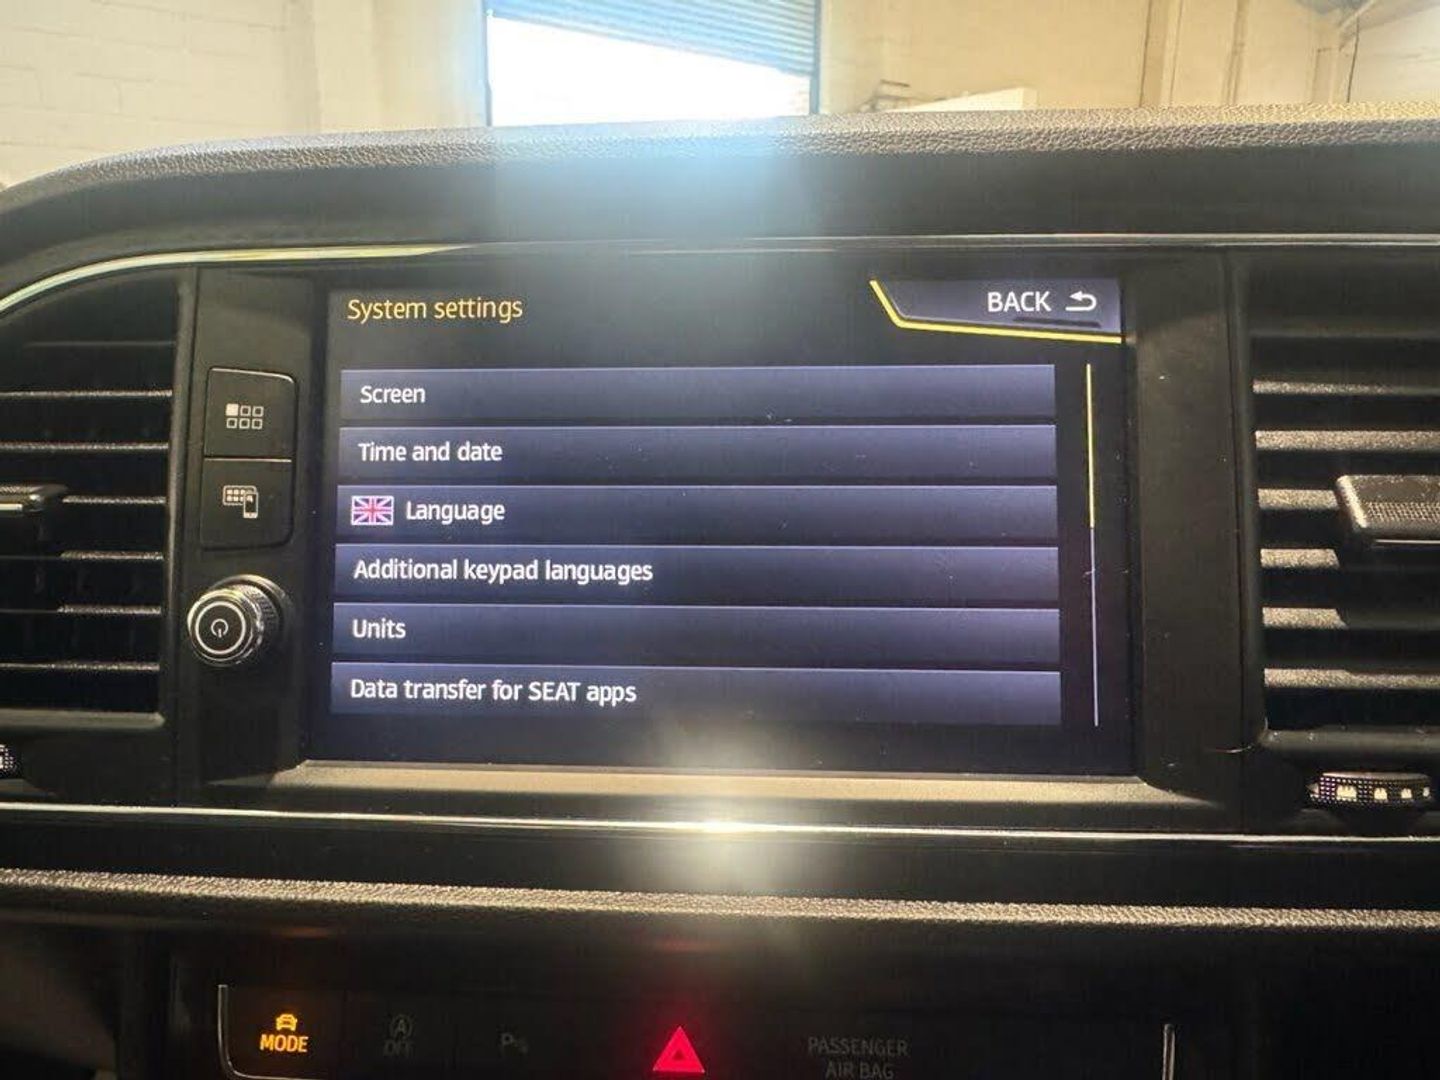 System settings
BACK
Screen
Time and date
Language
Additional keypad languages
Units
Data transfer for SEAT apps
MODE
A
OFF
P
PASSENGER
AIR BAG